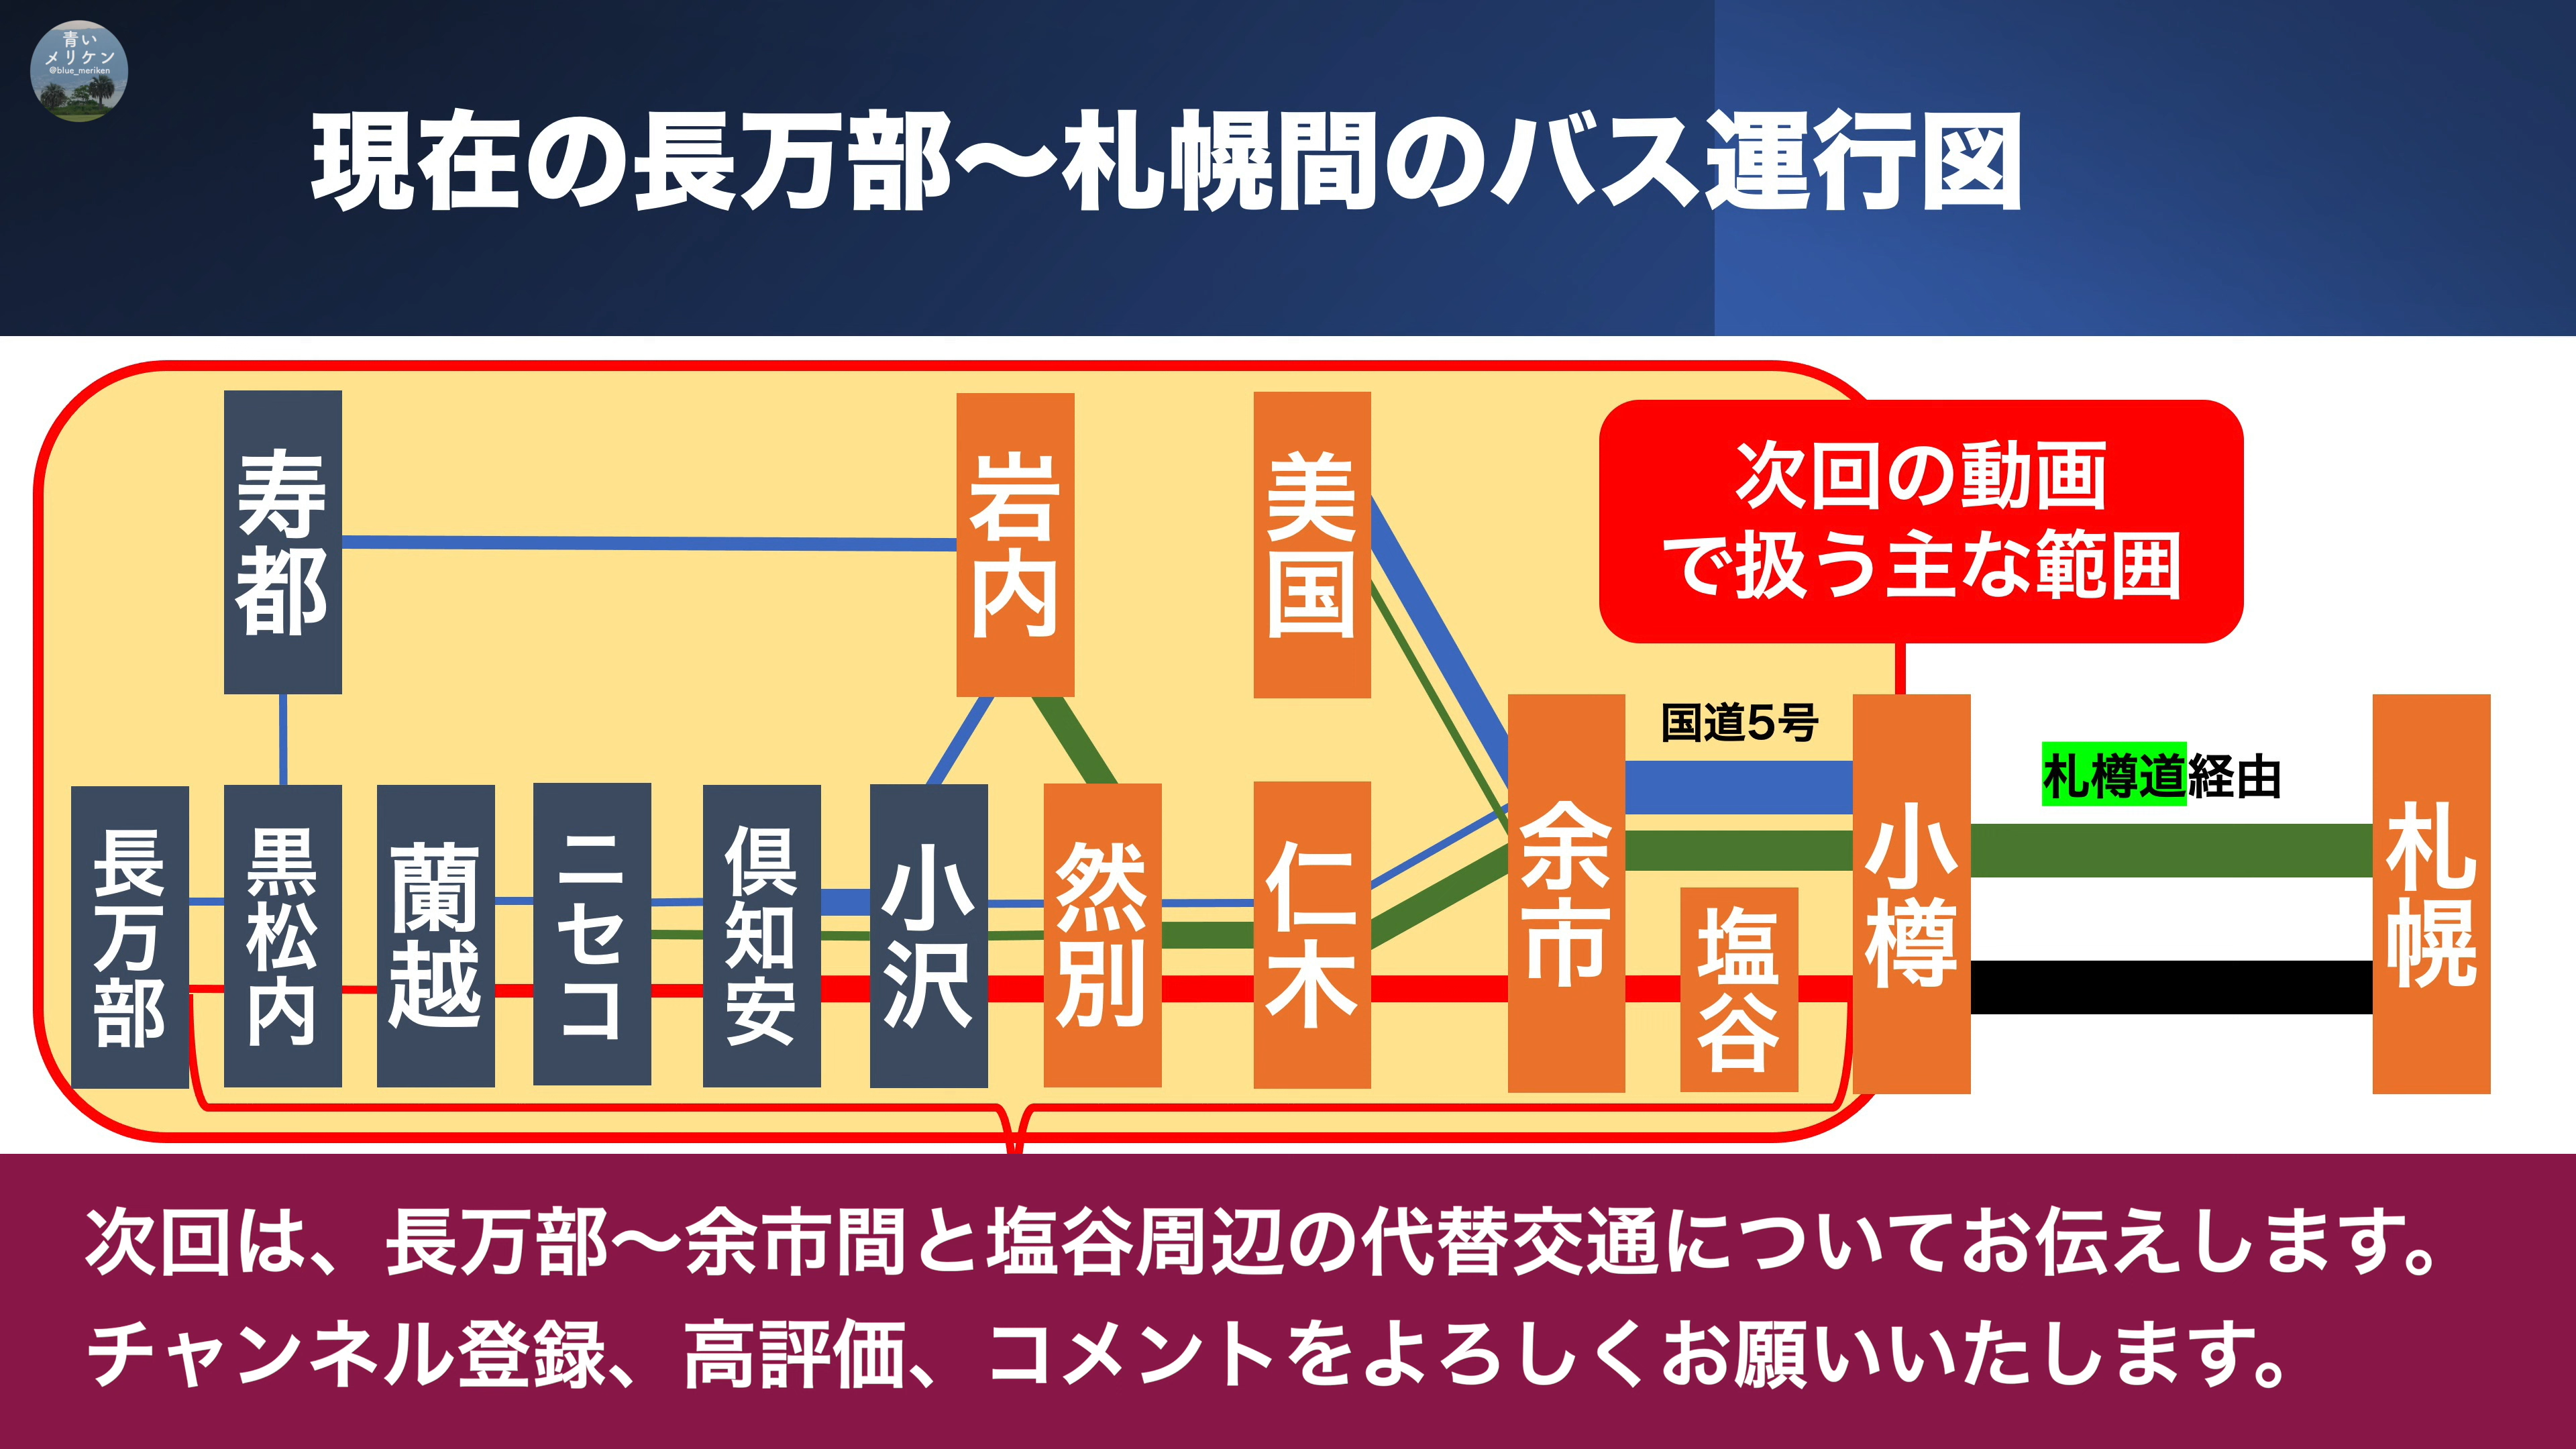 青い
メリケン
@blue_meriken
現在の長万部～札幌間のバス運行図
寿都
岩内
美国
次回の動画
で扱う主な範囲
国道5号
札樽道経由
長万部
黒松内
蘭越
ニセコ
倶知安
小沢
然別
仁木
余市
塩谷
小樽
札幌
次回は、長万部～余市間と塩谷周辺の代替交通についてお伝えします。
チャンネル登録、高評価、コメントをよろしくお願いいたします。